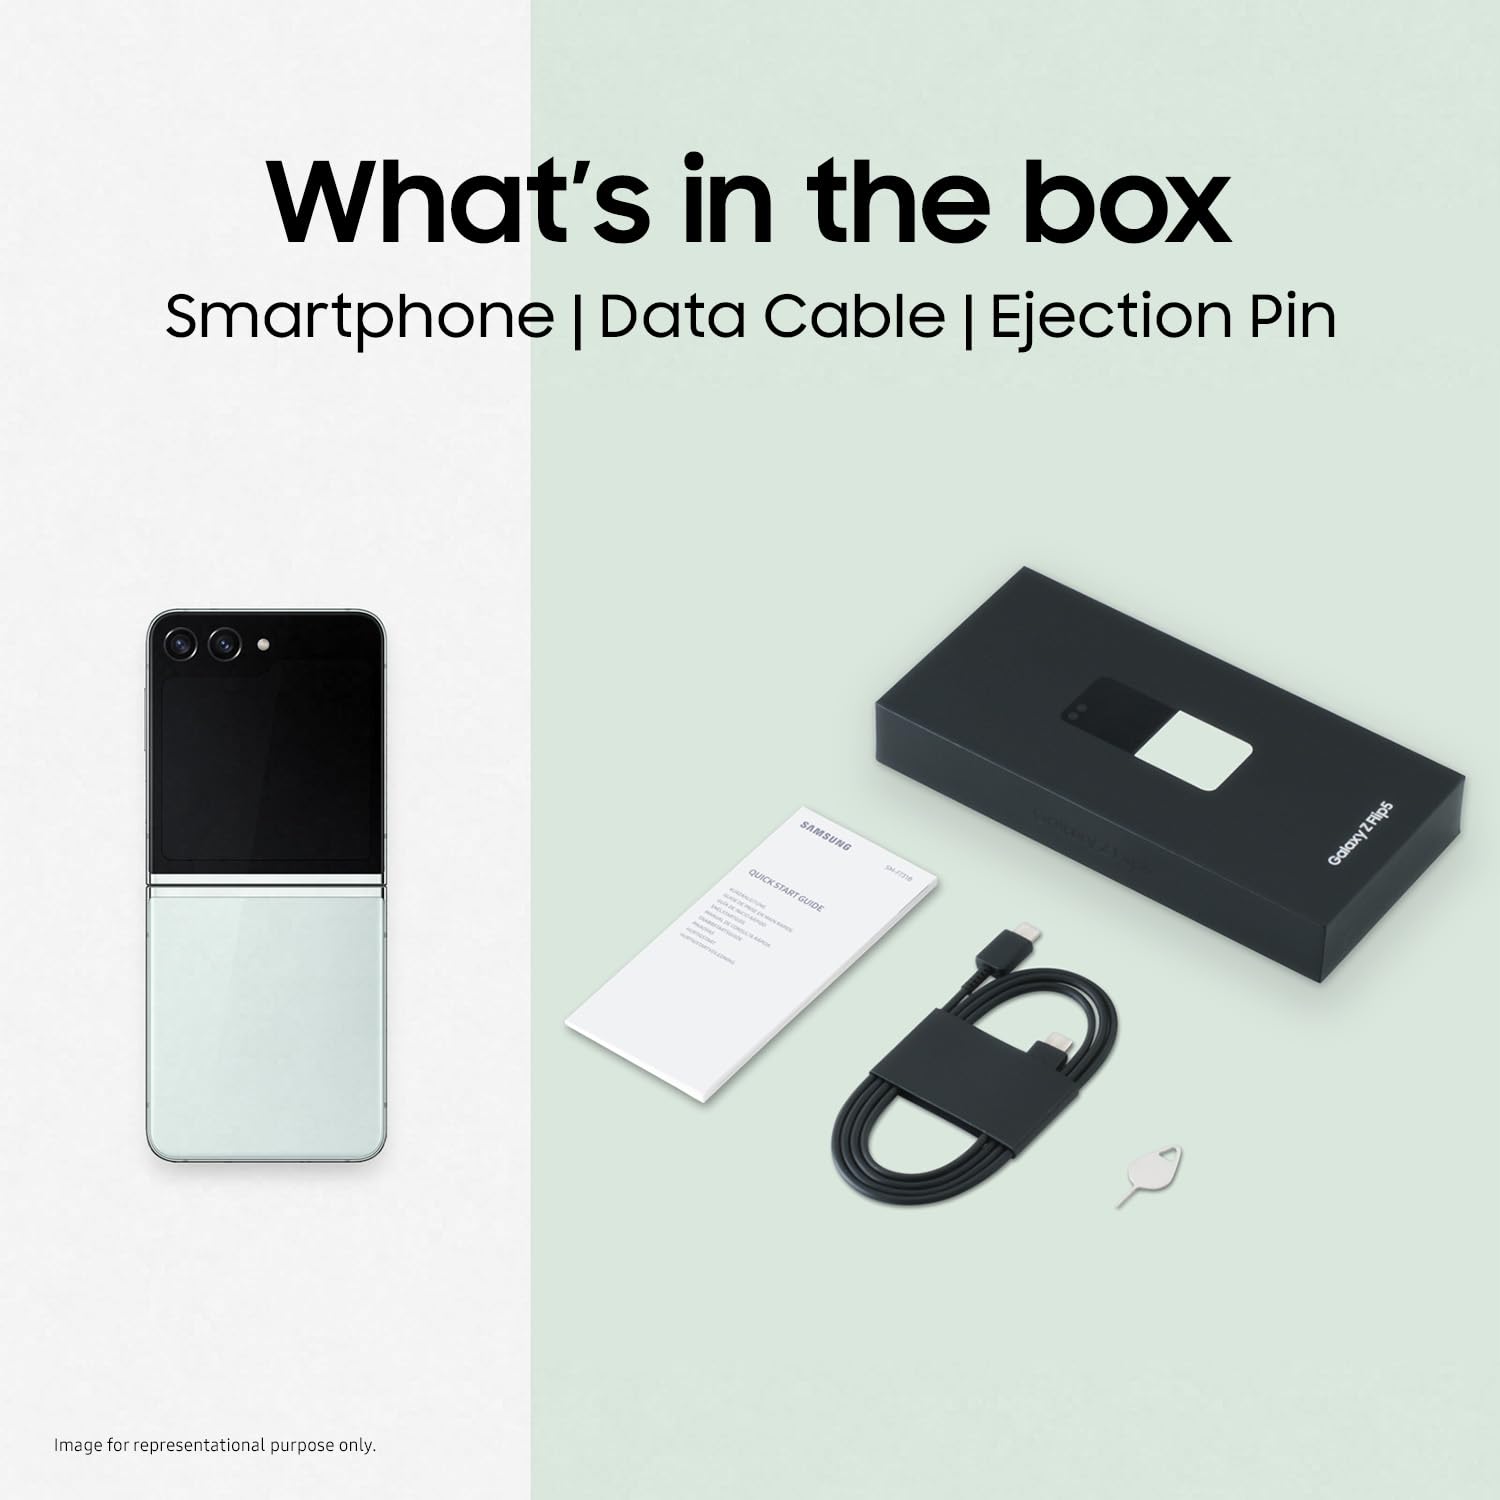 What's in the box
Smartphone | Data Cable | Ejection Pin
Galaxy Z Flip5
SAMSUNG
QUICK START GUIDE
Image for representational purpose only.